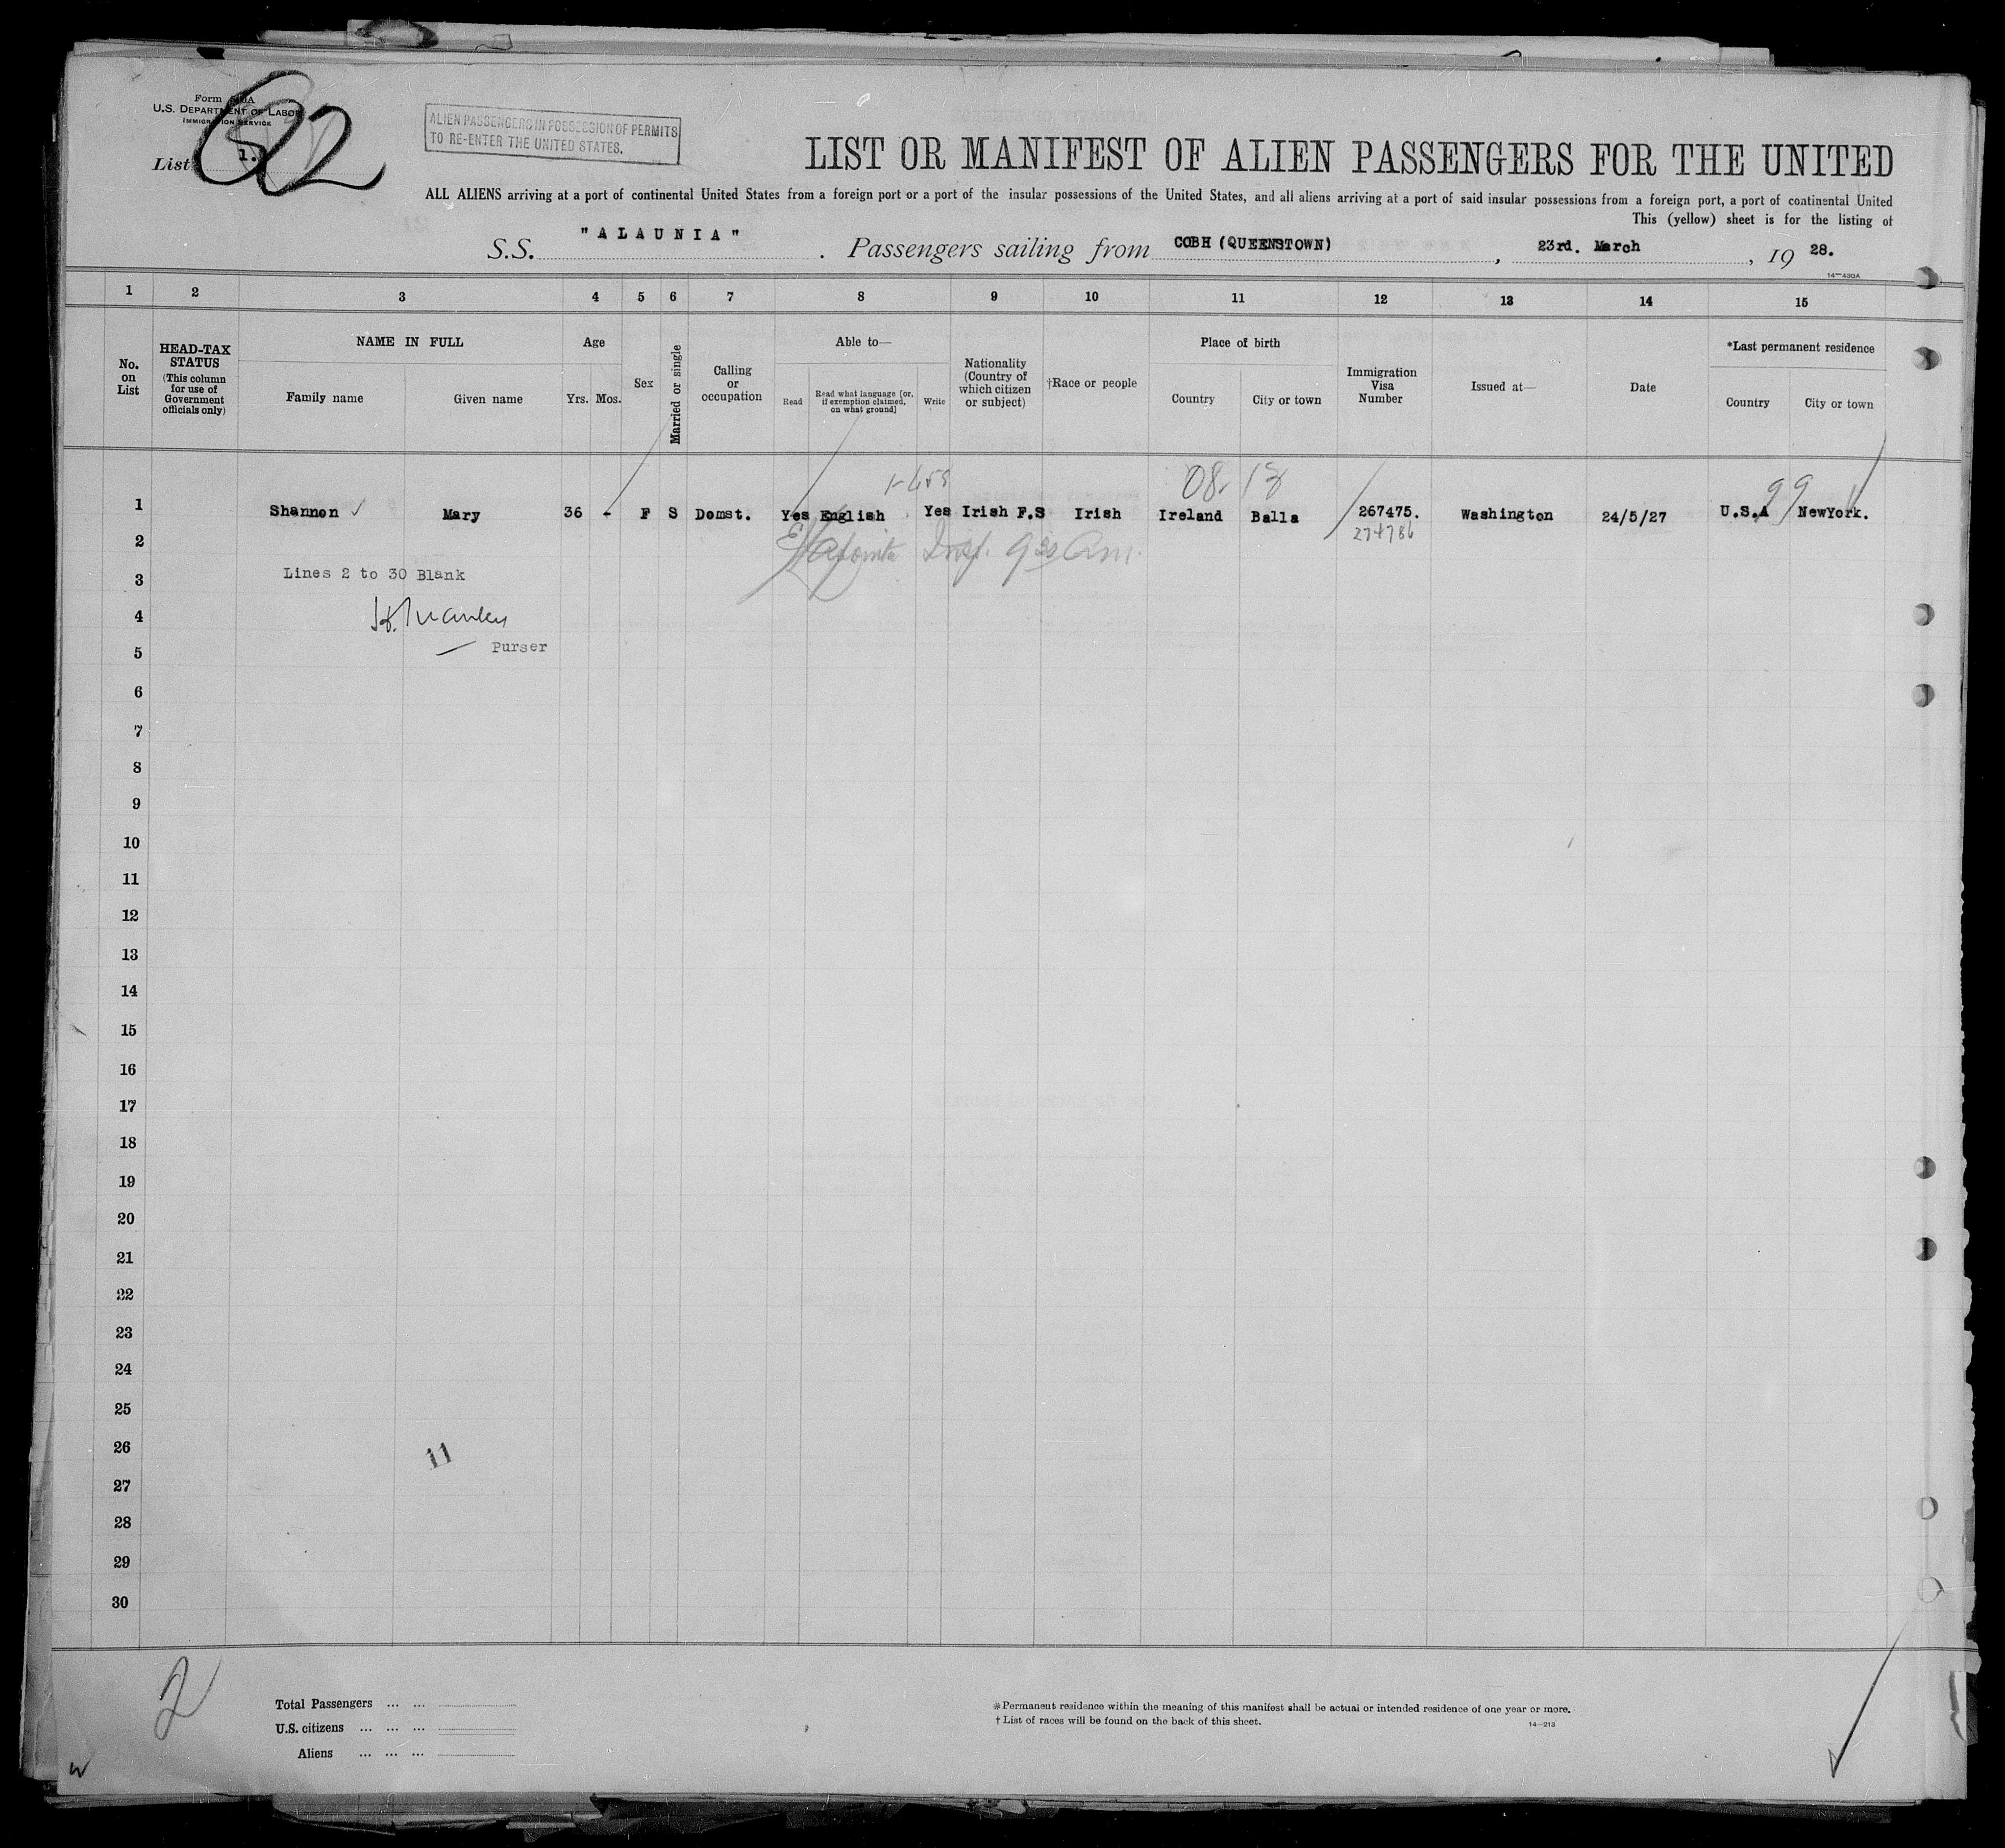 Form 430A
U.S. DEPARTMENT OF LABOR
IMMIGRATION SERVICE
List 1.
ALIEN PASSENGERS IN POSSESSION OF PERMITS
TO RE-ENTER THE UNITED STATES.
LIST OR MANIFEST OF ALIEN PASSENGERS FOR THE UNITED
ALL ALIENS arriving at a port of continental United States from a foreign port or a port of the insular possessions of the United States, and all aliens arriving at a port of said insular possessions from a foreign port, a port of continental United
This (yellow) sheet is for the listing of
S.S. "ALAUNIA". Passengers sailing from COBH (QUEENSTOWN), 23rd. March, 19 28.
14—430A
1 2 3 4 5 6 7 8 9 10 11 12 13 14 15
No. on List
HEAD-TAX STATUS (This column for use of Government officials only)
NAME IN FULL
Family name
Given name
Age
Yrs. Mos.
Sex
Married or single
Calling or occupation
Able to—
Read
Read what language [or, if exemption claimed, on what ground]
Write
Nationality (Country of which citizen or subject)
†Race or people
Place of birth
Country
City or town
Immigration Visa Number
Issued at—
Date
*Last permanent residence
Country
City or town
08. 18 99
1 Shannon ✓ Mary 36 - F S Domst. Yes English Yes Irish F.S Irish Ireland Balla 267475. Washington 24/5/27 U.S.A NewYork.
274786
2
Lines 2 to 30 Blank
3
4
Purser
5
6
7
8
9
10
11
12
13
14
15
16
17
18
19
20
21
22
23
24
25
26
11
27
28
29
30
2
Total Passengers ... ...
U.S. citizens ... ... ...
Aliens ... ... ...
*Permanent residence within the meaning of this manifest shall be actual or intended residence of one year or more.
† List of races will be found on the back of this sheet.
14—213